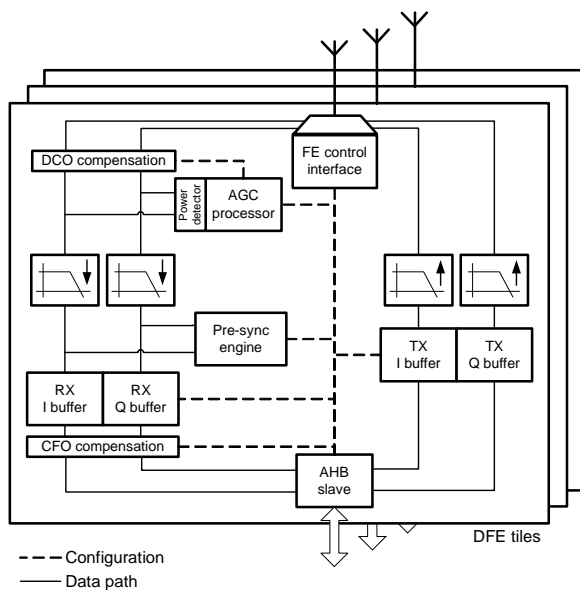 DCO compensation
FE control
interface
Power
detector
AGC
processor
Pre-sync
engine
TX
I buffer
TX
Q buffer
RX
I buffer
RX
Q buffer
CFO compensation
AHB
slave
DFE tiles
Configuration
Data path